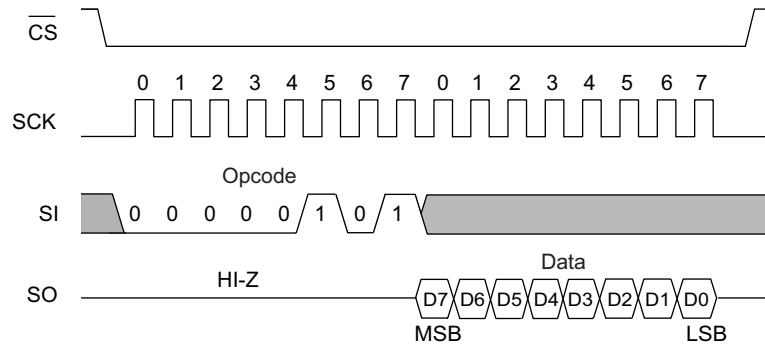 CS
0 1 2 3 4 5 6 7 0 1 2 3 4 5 6 7
SCK
Opcode
SI 0 0 0 0 0 1 0 1
Data
HI-Z
SO D7 D6 D5 D4 D3 D2 D1 D0
MSB LSB